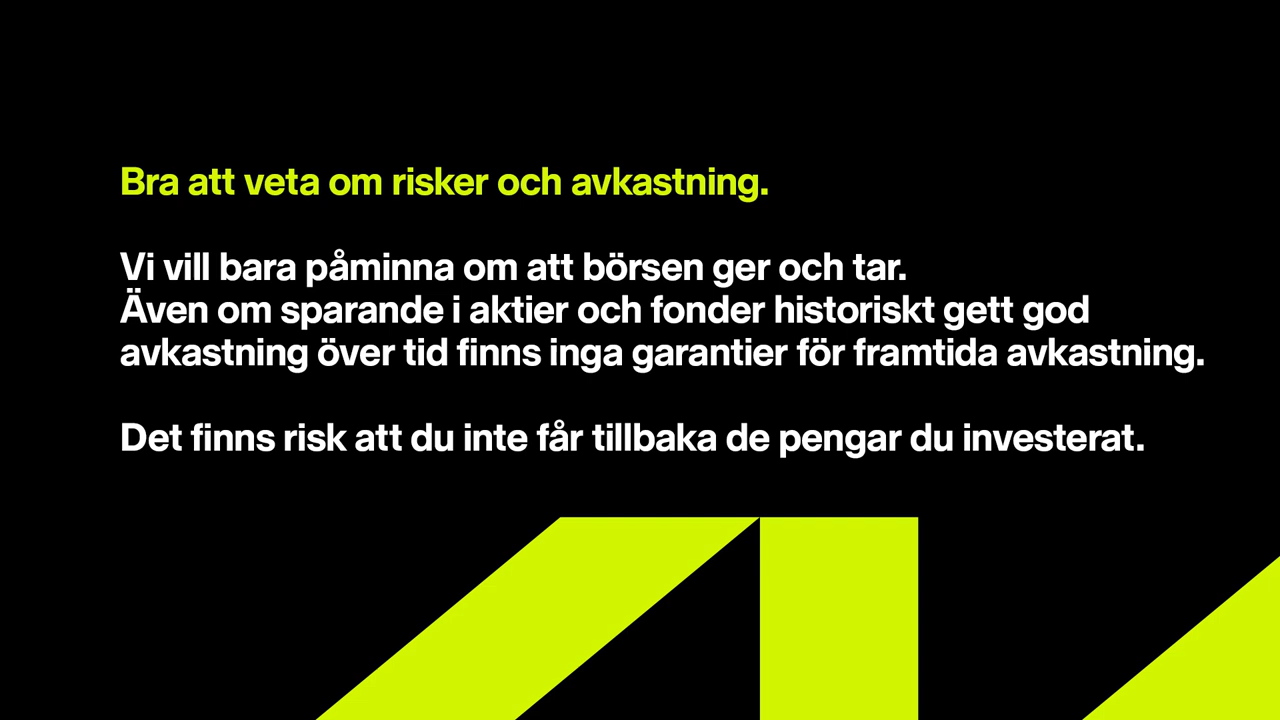 Bra att veta om risker och avkastning.
Vi vill bara påminna om att börsen ger och tar.
Även om sparande i aktier och fonder historiskt gett god
avkastning över tid finns inga garantier för framtida avkastning.
Det finns risk att du inte får tillbaka de pengar du investerat.